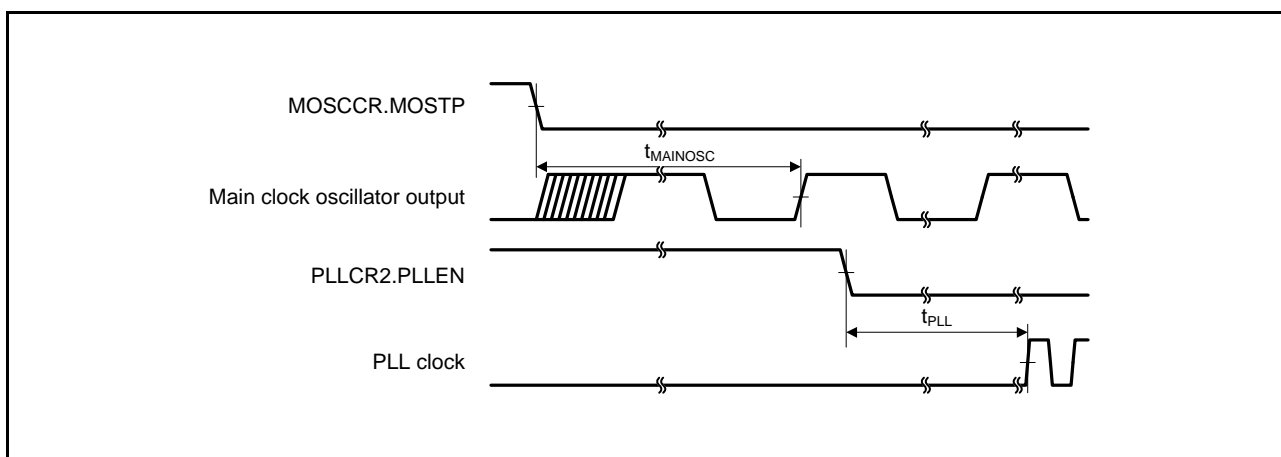 MOSCCR.MOSTP
tMAINOSC
Main clock oscillator output
PLLCR2.PLLEN
tPLL
PLL clock